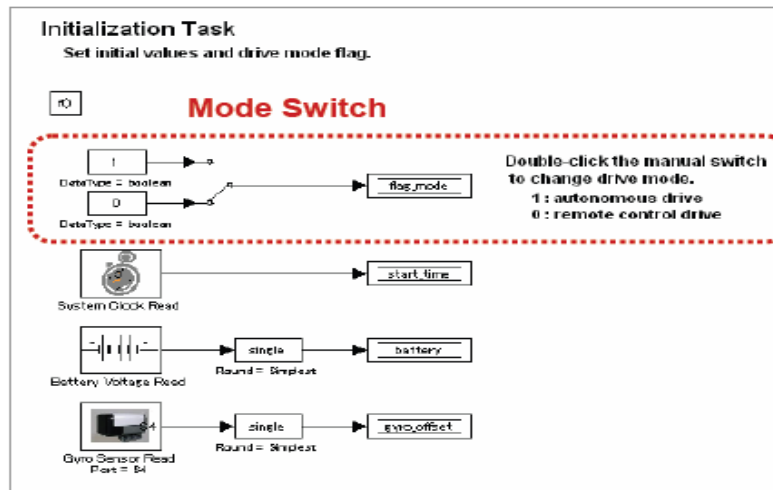 Initialization Task
Set initial values and drive mode flag.
f()
Mode Switch
1
DataType = boolean
0
DataType = boolean
flag_mode
Double-click the manual switch
to change drive mode.
1 : autonomous drive
0 : remote control drive
System Clock Read
start_time
Battery Voltage Read
single
Round = Simplest
battery
S4
Gyro Sensor Read
Port = S4
single
Round = Simplest
gyro_offset